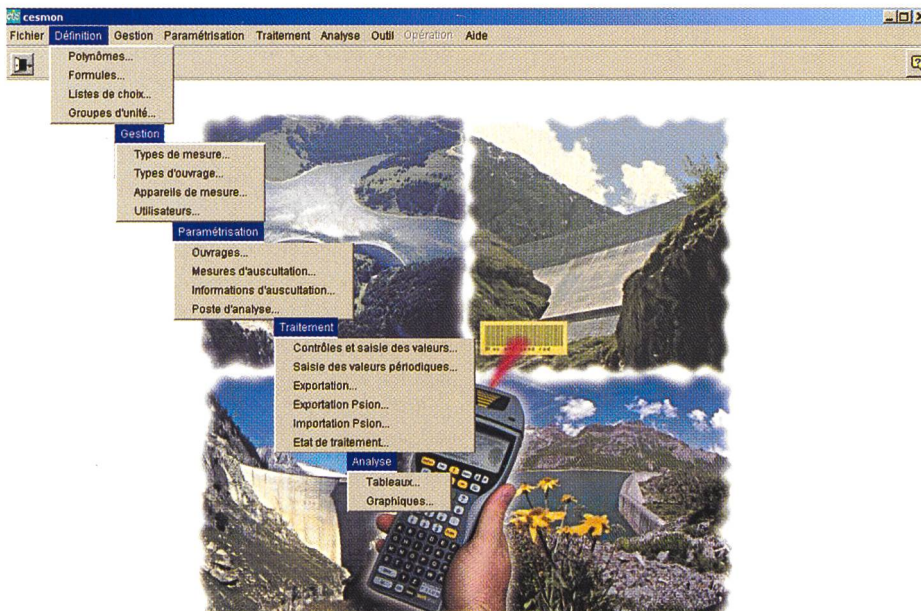 cesmon
Fichier Définition Gestion Paramétrisation Traitement Analyse Outil Opération Aide
Polynômes...
Formules...
Listes de choix...
Groupes d'unité...
Gestion
Types de mesure...
Types d'ouvrage...
Appareils de mesure...
Utilisateurs...
Paramétrisation
Ouvrages...
Mesures d'auscultation...
Informations d'auscultation...
Poste d'analyse...
Traitement
Contrôles et saisie des valeurs...
Saisie des valeurs périodiques...
Exportation...
Exportation Psion...
Importation Psion...
Etat de traitement...
Analyse
Tableaux...
Graphiques...